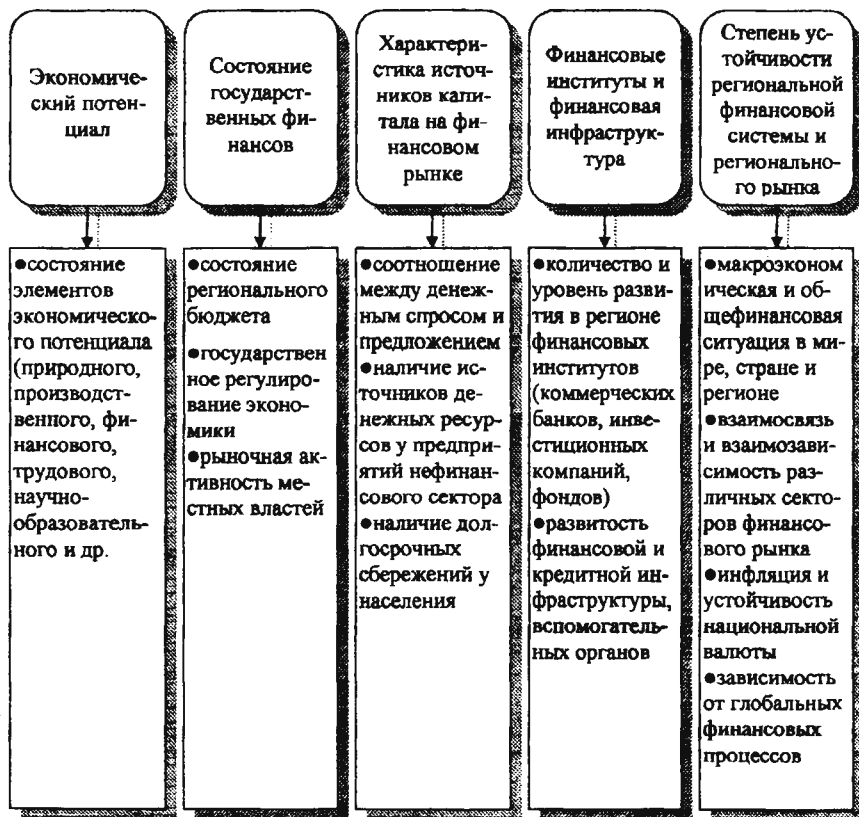 Экономиче-
ский потен-
циал
Состояние
государст-
венных фи-
нансов
Характери-
стика источ-
ников капи-
тала на фи-
нансовом
рынке
Финансовые
институты и
финансовая
инфраструк-
тура
Степень ус-
тойчивости
региональной
финансовой
системы и
регионально-
го рынка
●состояние
элементов
экономическо-
го потенциала
(природного,
производст-
венного, фи-
нансового,
трудового,
научно-
образователь-
ного и др.
●состояние
регионального
бюджета
●государствен
ное регулиро-
вание эконо-
мики
●рыночная ак-
тивность ме-
стных властей
●соотношение
между денеж-
ным спросом и
предложением
●наличие ис-
точников де-
нежных ресур-
сов у предпри-
ятий нефинан-
сового сектора
●наличие дол-
госрочных
сбережений у
населения
●количество и
уровень разви-
тия в регионе
финансовых
институтов
(коммерческих
банков, инве-
стиционных
компаний,
фондов)
●развитость
финансовой и
кредитной ин-
фраструктуры,
вспомогатель-
ных органов
●макроэконом
ическая и об-
щефинансовая
ситуация в ми-
ре, стране и
регионе
●взаимосвязь
и взаимозави-
симость раз-
личных секто-
ров финансо-
вого рынка
●инфляция и
устойчивость
национальной
валюты
●зависимость
от глобальных
финансовых
процессов